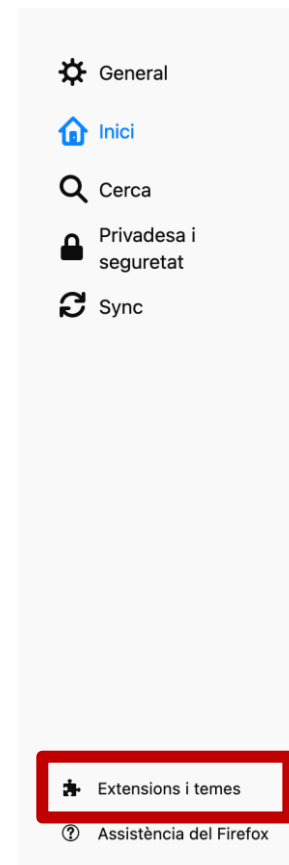 General
Inici
Cerca
Privadesa i
seguretat
Sync
Extensions i temes
Assistència del Firefox